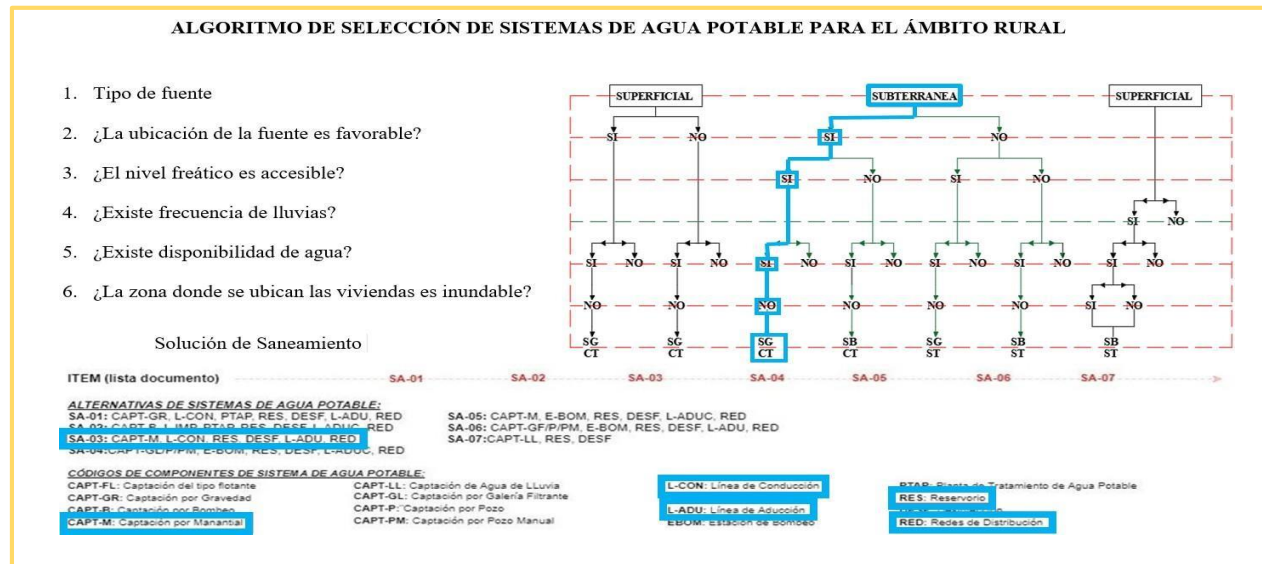 ALGORITMO DE SELECCIÓN DE SISTEMAS DE AGUA POTABLE PARA EL ÁMBITO RURAL
1. Tipo de fuente
SUPERFICIAL SUBTERRANEA SUPERFICIAL
2. ¿La ubicación de la fuente es favorable?
SI NO SI NO
3. ¿El nivel freático es accesible?
SI NO SI NO
4. ¿Existe frecuencia de lluvias?
SI NO
5. ¿Existe disponibilidad de agua?
SI NO SI NO SI NO SI NO SI NO SI NO SI NO
6. ¿La zona donde se ubican las viviendas es inundable?
NO NO NO NO NO NO SI NO
Solución de Saneamiento
SG SG SG SB SG SB SB
CT CT CT CT ST ST ST
ITEM (lista documento) SA-01 SA-02 SA-03 SA-04 SA-05 SA-06 SA-07
ALTERNATIVAS DE SISTEMAS DE AGUA POTABLE:
SA-01: CAPT-GR, L-CON, PTAP, RES, DESF, L-ADU, RED
RED
SA-03: CAPT-M, L-CON, RES, DESF, L-ADU, RED
SA-04:CAPT-GL/P/PM, E-BOM, RES, DESF, L-ADUC, RED
SA-05: CAPT-M, E-BOM, RES, DESF, L-ADUC, RED
SA-06: CAPT-GF/P/PM, E-BOM, RES, DESF, L-ADU, RED
SA-07:CAPT-LL, RES, DESF
CÓDIGOS DE COMPONENTES DE SISTEMA DE AGUA POTABLE:
CAPT-FL: Captación del tipo flotante
CAPT-GR: Captación por Gravedad
CAPT-B: Captación por Bombeo
CAPT-M: Captación por Manantial
CAPT-LL: Captación de Agua de LLuvia
CAPT-GL: Captación por Galería Filtrante
CAPT-P: Captación por Pozo
CAPT-PM: Captación por Pozo Manual
L-CON: Línea de Conducción
L-ADU: Línea de Aducción
EBOM: Estación de Bombeo
PTAP: Planta de Tratamiento de Agua Potable
RES: Reservorio
RED: Redes de Distribución